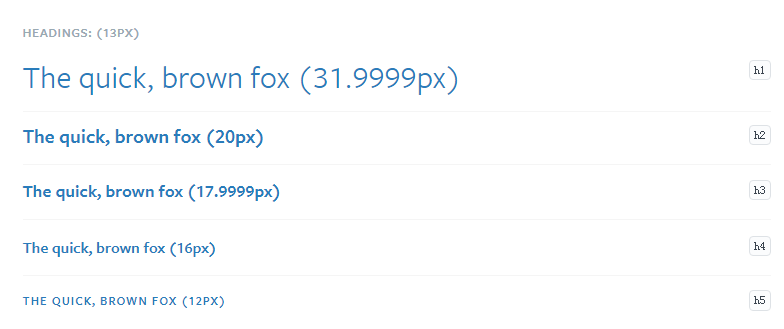 HEADINGS: (13PX)
The quick, brown fox (31.9999px) h1
The quick, brown fox (20px) h2
The quick, brown fox (17.9999px) h3
The quick, brown fox (16px) h4
THE QUICK, BROWN FOX (12PX) h5